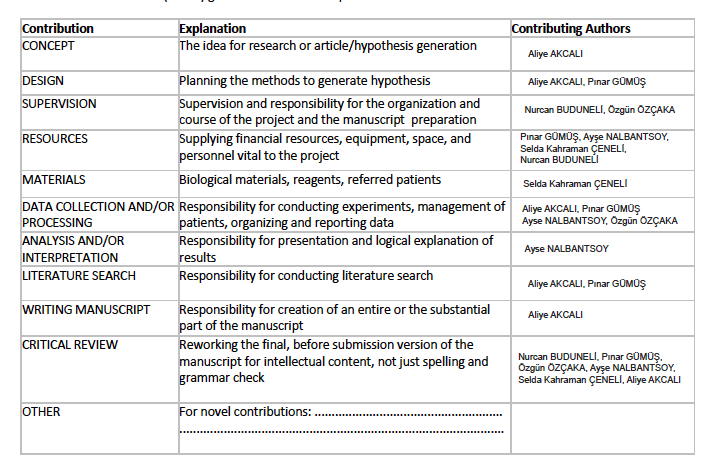 Contribution Explanation Contributing Authors
CONCEPT The idea for research or article/hypothesis generation
Aliye AKCALI
DESIGN Planning the methods to generate hypothesis Aliye AKCALI, Pınar GÜMÜŞ
SUPERVISION Supervision and responsibility for the organization and
course of the project and the manuscript preparation
Nurcan BUDUNELİ, Özgün ÖZÇAKA
RESOURCES Supplying financial resources, equipment, space, and
personnel vital to the project
Pınar GÜMÜŞ, Ayşe NALBANTSOY,
Selda Kahraman ÇENELİ,
Nurcan BUDUNELİ
MATERIALS Biological materials, reagents, referred patients
Selda Kahraman ÇENELİ
DATA COLLECTION AND/OR
PROCESSING
Responsibility for conducting experiments, management of
patients, organizing and reporting data
Aliye AKCALI, Pınar GÜMÜŞ
Ayse NALBANTSOY, Özgün ÖZÇAKA
ANALYSIS AND/OR
INTERPRETATION
Responsibility for presentation and logical explanation of
results
Ayse NALBANTSOY
LITERATURE SEARCH Responsibility for conducting literature search
Aliye AKCALI, Pınar GÜMÜŞ
WRITING MANUSCRIPT Responsibility for creation of an entire or the substantial
part of the manuscript
Aliye AKCALI
CRITICAL REVIEW Reworking the final, before submission version of the
manuscript for intellectual content, not just spelling and
grammar check
Nurcan BUDUNELİ, Pınar GÜMÜŞ,
Özgün ÖZÇAKA, Ayşe NALBANTSOY,
Selda Kahraman ÇENELİ, Aliye AKCALI
OTHER For novel contributions: ......................................................
.............................................................................................